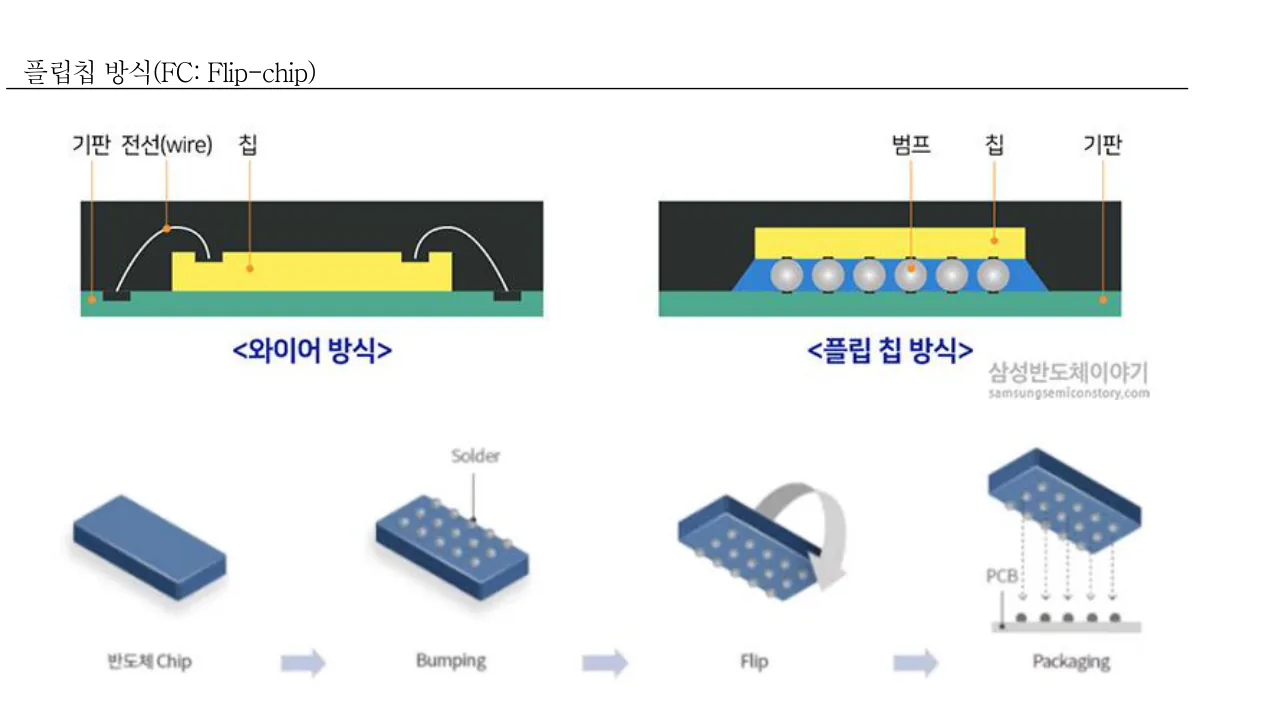 플립칩 방식(FC: Flip-chip)
기판 전선(wire) 칩
범프 칩 기판
<와이어 방식>
<플립 칩 방식>
삼성반도체이야기
samsungsemiconstory.com
Solder
PCB
반도체 Chip
Bumping
Flip
Packaging